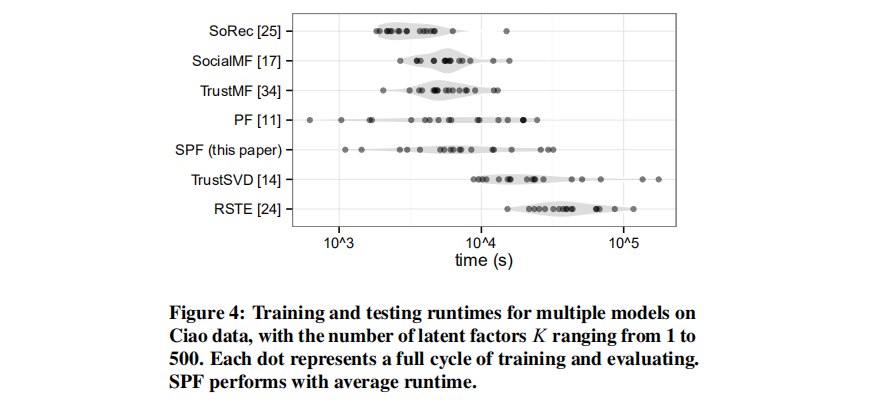 SoRec [25]
SocialMF [17]
TrustMF [34]
PF [11]
SPF (this paper)
TrustSVD [14]
RSTE [24]
10^3 10^4 10^5
time (s)
Figure 4: Training and testing runtimes for multiple models on
Ciao data, with the number of latent factors K ranging from 1 to
500. Each dot represents a full cycle of training and evaluating.
SPF performs with average runtime.